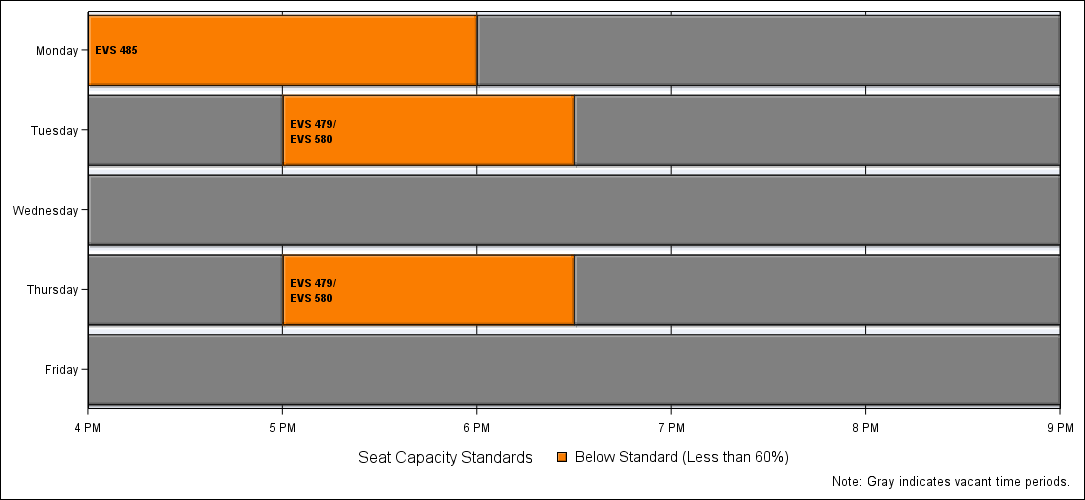 Monday
EVS 485
Tuesday
EVS 479/
EVS 580
Wednesday
Thursday
EVS 479/
EVS 580
Friday
4 PM 5 PM 6 PM 7 PM 8 PM 9 PM
Seat Capacity Standards Below Standard (Less than 60%)
Note: Gray indicates vacant time periods.